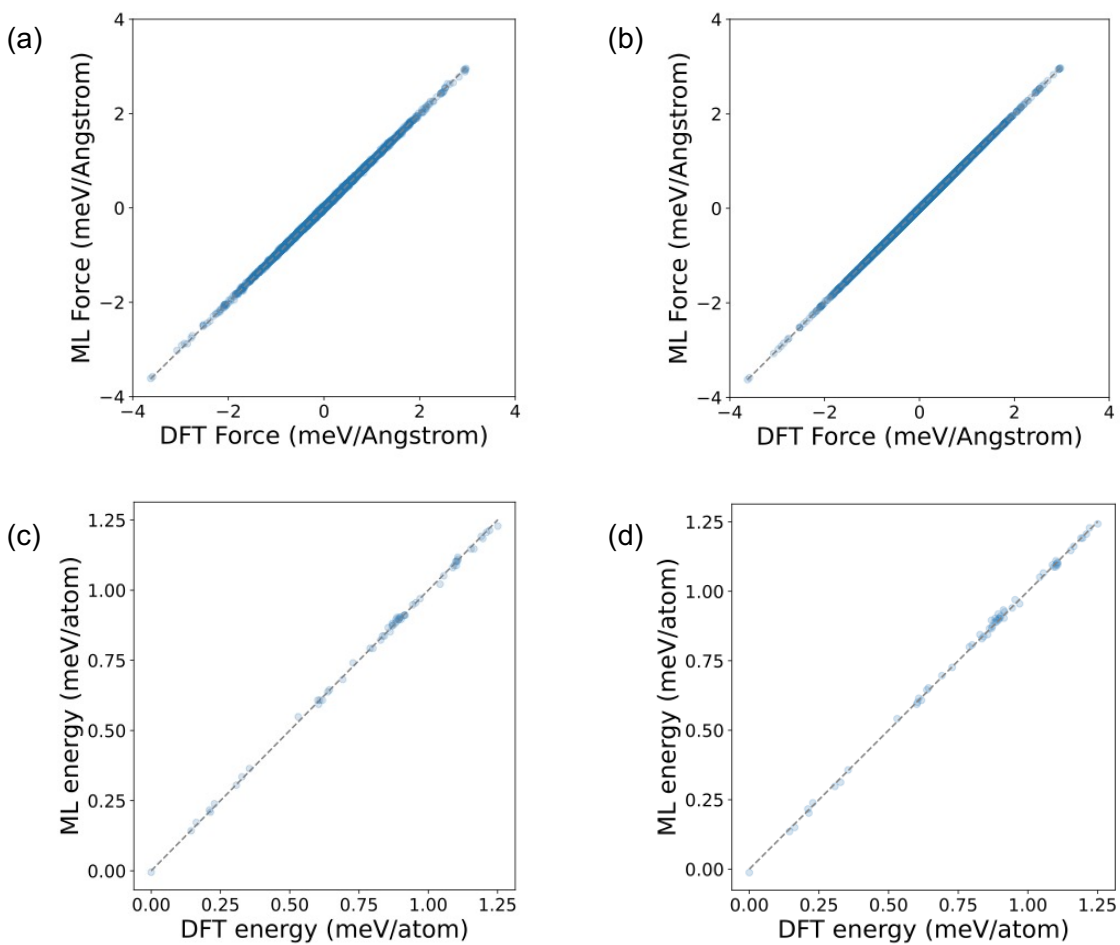 (a)
4
2
0
−2
−4
ML Force (meV/Angstrom)
−4 −2 0 2 4
DFT Force (meV/Angstrom)
(b)
4
2
0
−2
−4
ML Force (meV/Angstrom)
−4 −2 0 2 4
DFT Force (meV/Angstrom)
(c)
1.25
1.00
0.75
0.50
0.25
0.00
ML energy (meV/atom)
0.00 0.25 0.50 0.75 1.00 1.25
DFT energy (meV/atom)
(d)
1.25
1.00
0.75
0.50
0.25
0.00
ML energy (meV/atom)
0.00 0.25 0.50 0.75 1.00 1.25
DFT energy (meV/atom)